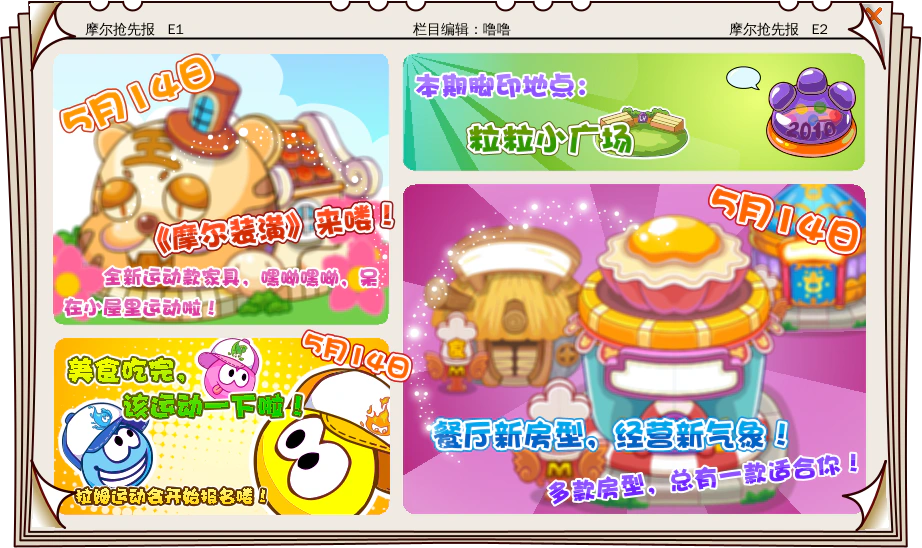 摩尔抢先报 E1
栏目编辑：噜噜
摩尔抢先报 E2
5月14日
《摩尔装潢》来喽！
全新运动款家具，嘿呦嘿呦，呆
在小屋里运动啦！
本期脚印地点：
粒粒小广场
2010
5月14日
美食吃完，
该运动一下啦！
拉姆运动会开始报名喽！
5月14日
餐厅新房型，经营新气象！
多款房型，总有一款适合你！